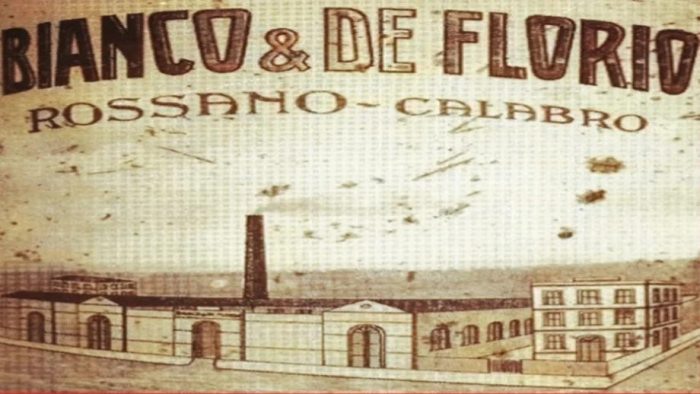 BIANCO & DE FLORIO
ROSSANO - CALABRO